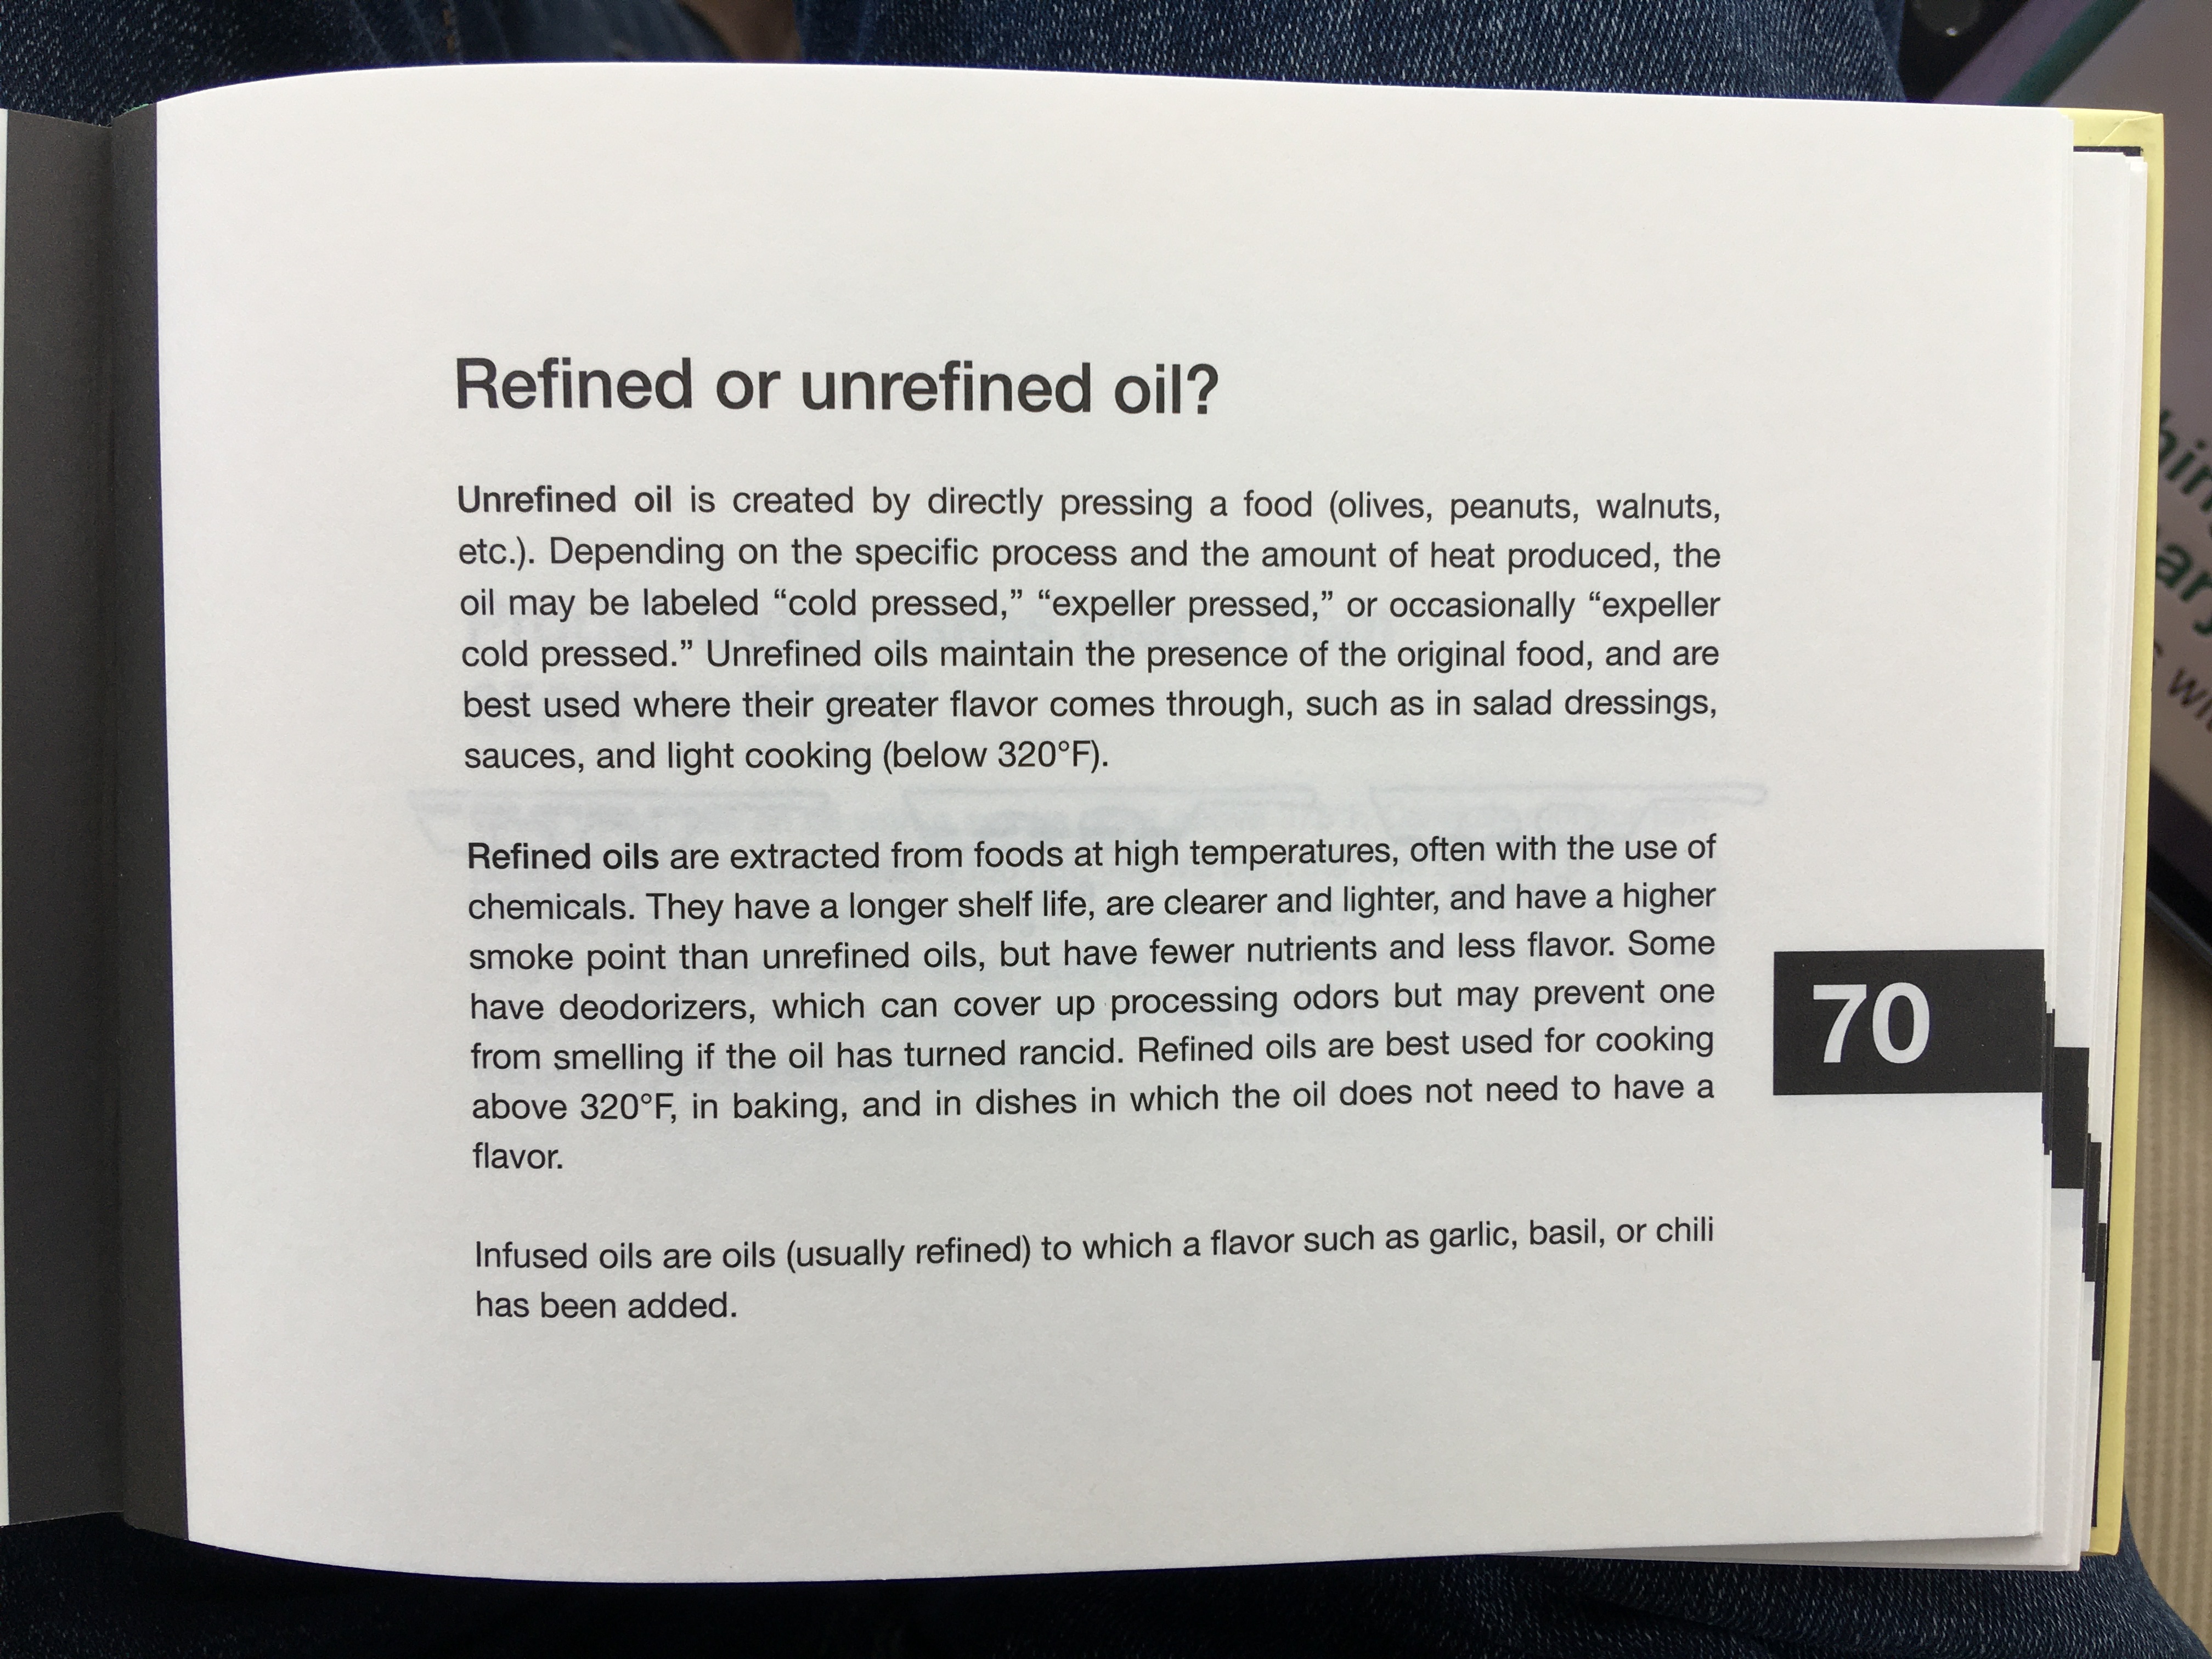 Refined or unrefined oil?
Unrefined oil is created by directly pressing a food (olives, peanuts, walnuts,
etc.). Depending on the specific process and the amount of heat produced, the
oil may be labeled “cold pressed,” “expeller pressed,” or occasionally “expeller
cold pressed.” Unrefined oils maintain the presence of the original food, and are
best used where their greater flavor comes through, such as in salad dressings,
sauces, and light cooking (below 320°F).
Refined oils are extracted from foods at high temperatures, often with the use of
chemicals. They have a longer shelf life, are clearer and lighter, and have a higher
smoke point than unrefined oils, but have fewer nutrients and less flavor. Some
have deodorizers, which can cover up processing odors but may prevent one
from smelling if the oil has turned rancid. Refined oils are best used for cooking
above 320°F, in baking, and in dishes in which the oil does not need to have a
flavor.
Infused oils are oils (usually refined) to which a flavor such as garlic, basil, or chili
has been added.
70